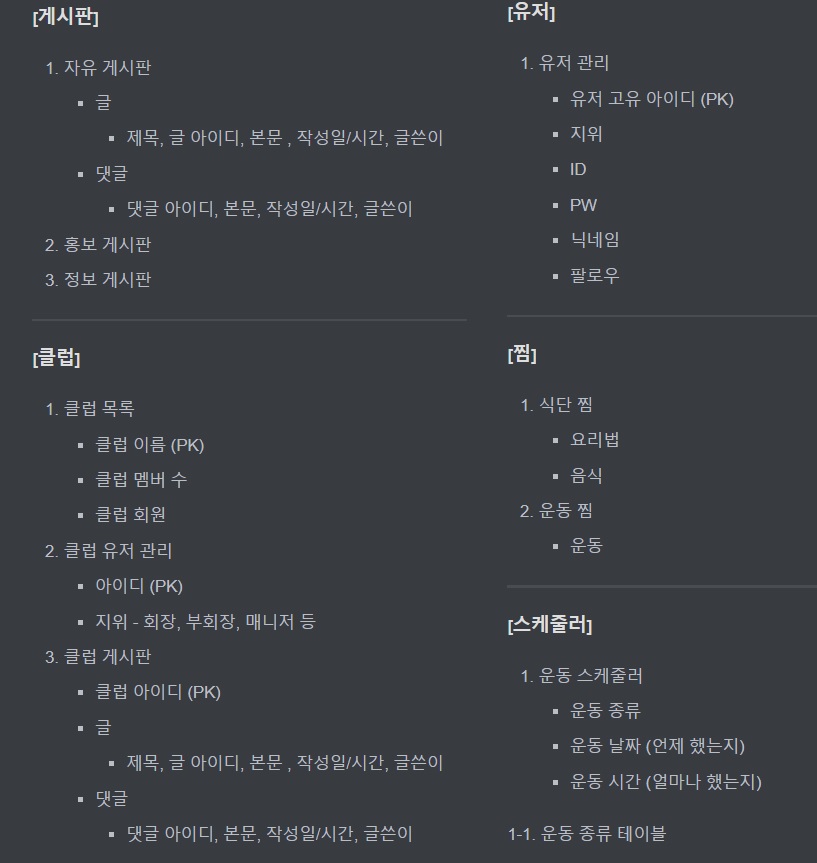 [게시판]
1. 자유 게시판
▪ 글
▪ 제목, 글 아이디, 본문 , 작성일/시간, 글쓴이
▪ 댓글
▪ 댓글 아이디, 본문, 작성일/시간, 글쓴이
2. 홍보 게시판
3. 정보 게시판
[클럽]
1. 클럽 목록
▪ 클럽 이름 (PK)
▪ 클럽 멤버 수
▪ 클럽 회원
2. 클럽 유저 관리
▪ 아이디 (PK)
▪ 지위 - 회장, 부회장, 매니저 등
3. 클럽 게시판
▪ 클럽 아이디 (PK)
▪ 글
▪ 제목, 글 아이디, 본문 , 작성일/시간, 글쓴이
▪ 댓글
▪ 댓글 아이디, 본문, 작성일/시간, 글쓴이
[유저]
1. 유저 관리
▪ 유저 고유 아이디 (PK)
▪ 지위
▪ ID
▪ PW
▪ 닉네임
▪ 팔로우
[찜]
1. 식단 찜
▪ 요리법
▪ 음식
2. 운동 찜
▪ 운동
[스케줄러]
1. 운동 스케줄러
▪ 운동 종류
▪ 운동 날짜 (언제 했는지)
▪ 운동 시간 (얼마나 했는지)
1-1. 운동 종류 테이블